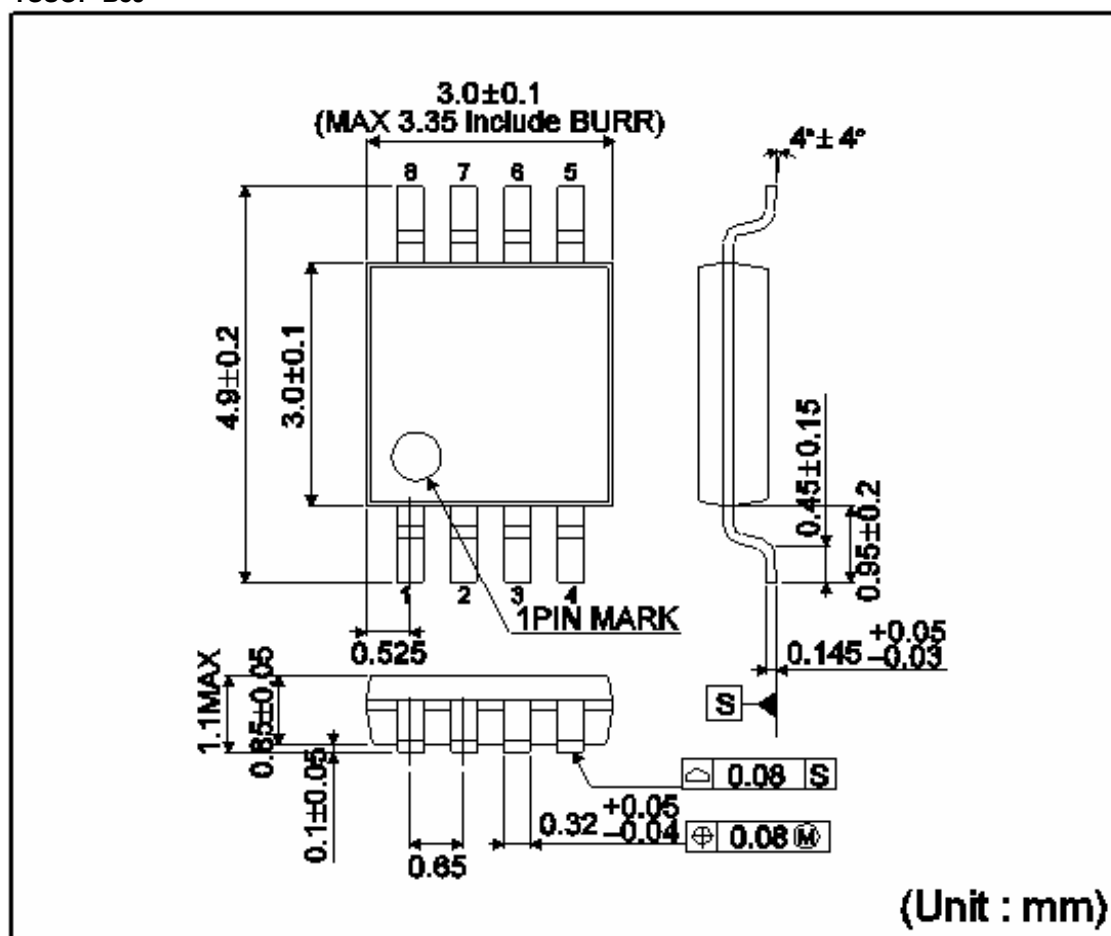 3.0±0.1
(MAX 3.35 include BURR)
4°± 4°
8 7 6 5
4.9±0.2
3.0±0.1
0.45±0.15
0.95±0.2
1 2 3 4
1PIN MARK
0.525
0.145 +0.05 −0.03
S
1.1MAX
0.85±0.05
0.1±0.05
0.08 S
0.32 +0.05 −0.04
0.08 Ⓜ
0.65
(Unit : mm)